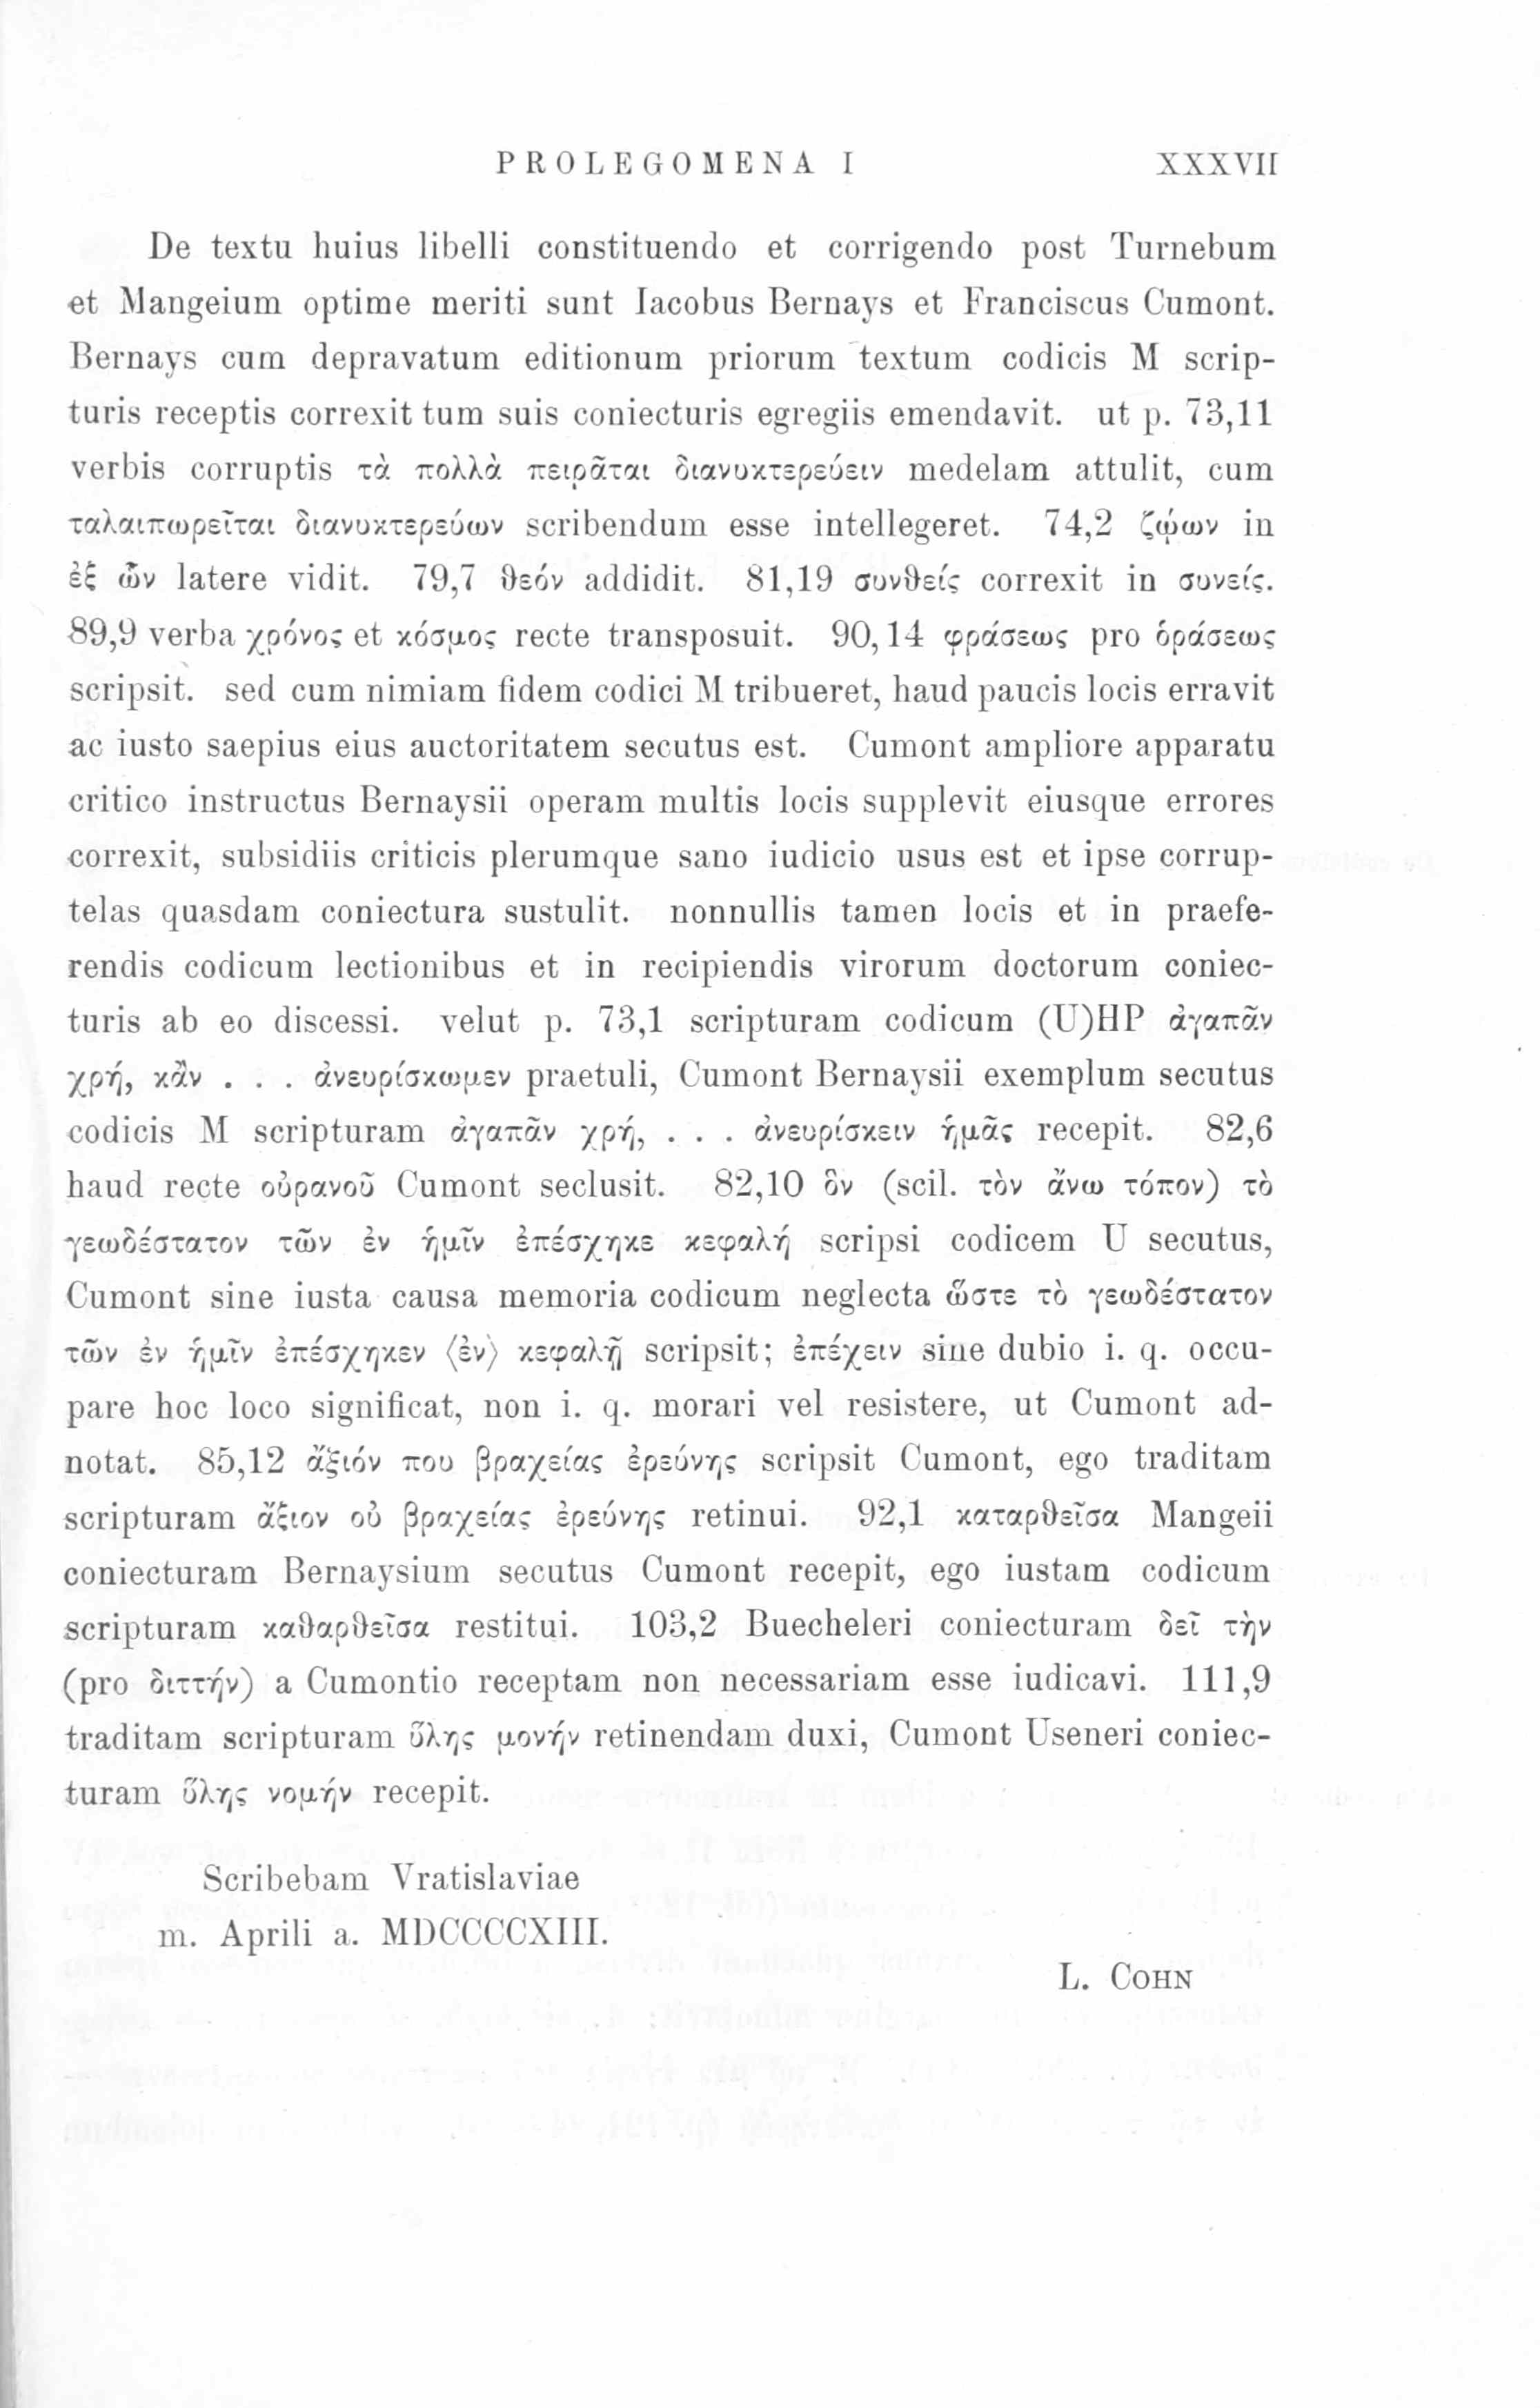 PROLEGOMENA I XXXVII
De textu huius libelli constituendo et corrigendo post Turnebum
et Mangeium optime meriti sunt Iacobus Bernays et Franciscus Cumont.
Bernays cum depravatum editionum priorum textum codicis M scrip-
turis receptis correxit tum suis coniecturis egregiis emendavit. ut p. 73,11
verbis corruptis τὰ πολλὰ πειρᾶται διανυκτερεύειν medelam attulit, cum
ταλαιπωρεῖται διανυκτερεύων scribendum esse intellegeret. 74,2 ζῴων in
ἐξ ὧν latere vidit. 79,7 θεόν addidit. 81,19 συνθείς correxit in συνείς.
89,9 verba χρόνος et κόσμος recte transposuit. 90,14 φράσεως pro ὁράσεως
scripsit. sed cum nimiam fidem codici M tribueret, haud paucis locis erravit
ac iusto saepius eius auctoritatem secutus est. Cumont ampliore apparatu
critico instructus Bernaysii operam multis locis supplevit eiusque errores
correxit, subsidiis criticis plerumque sano iudicio usus est et ipse corrup-
telas quasdam coniectura sustulit. nonnullis tamen locis et in praefe-
rendis codicum lectionibus et in recipiendis virorum doctorum coniec-
turis ab eo discessi. velut p. 73,1 scripturam codicum (U)HP ἀγαπᾶν
χρή, κἂν . . . ἀνευρίσκωμεν praetuli, Cumont Bernaysii exemplum secutus
codicis M scripturam ἀγαπᾶν χρή, . . . ἀνευρίσκειν ἡμᾶς recepit. 82,6
haud recte οὐρανοῦ Cumont seclusit. 82,10 ὃν (scil. τὸν ἄνω τόπον) τὸ
γεωδέστατον τῶν ἐν ἡμῖν ἐπέσχηκε κεφαλή scripsi codicem U secutus,
Cumont sine iusta causa memoria codicum neglecta ὥστε τὸ γεωδέστατον
τῶν ἐν ἡμῖν ἐπέσχηκεν ⟨ἐν⟩ κεφαλῇ scripsit; ἐπέχειν sine dubio i. q. occu-
pare hoc loco significat, non i. q. morari vel resistere, ut Cumont ad-
notat. 85,12 ἄξιόν που βραχείας ἐρεύνης scripsit Cumont, ego traditam
scripturam ἄξιον οὐ βραχείας ἐρεύνης retinui. 92,1 καταρθεῖσα Mangeii
coniecturam Bernaysium secutus Cumont recepit, ego iustam codicum
scripturam καθαρθεῖσα restitui. 103,2 Buecheleri coniecturam δεῖ τὴν
(pro διττήν) a Cumontio receptam non necessariam esse iudicavi. 111,9
traditam scripturam ὕλης μονήν retinendam duxi, Cumont Useneri coniec-
turam ὕλης νομήν recepit.
Scribebam Vratislaviae
m. Aprili a. MDCCCCXIII.
L. COHN